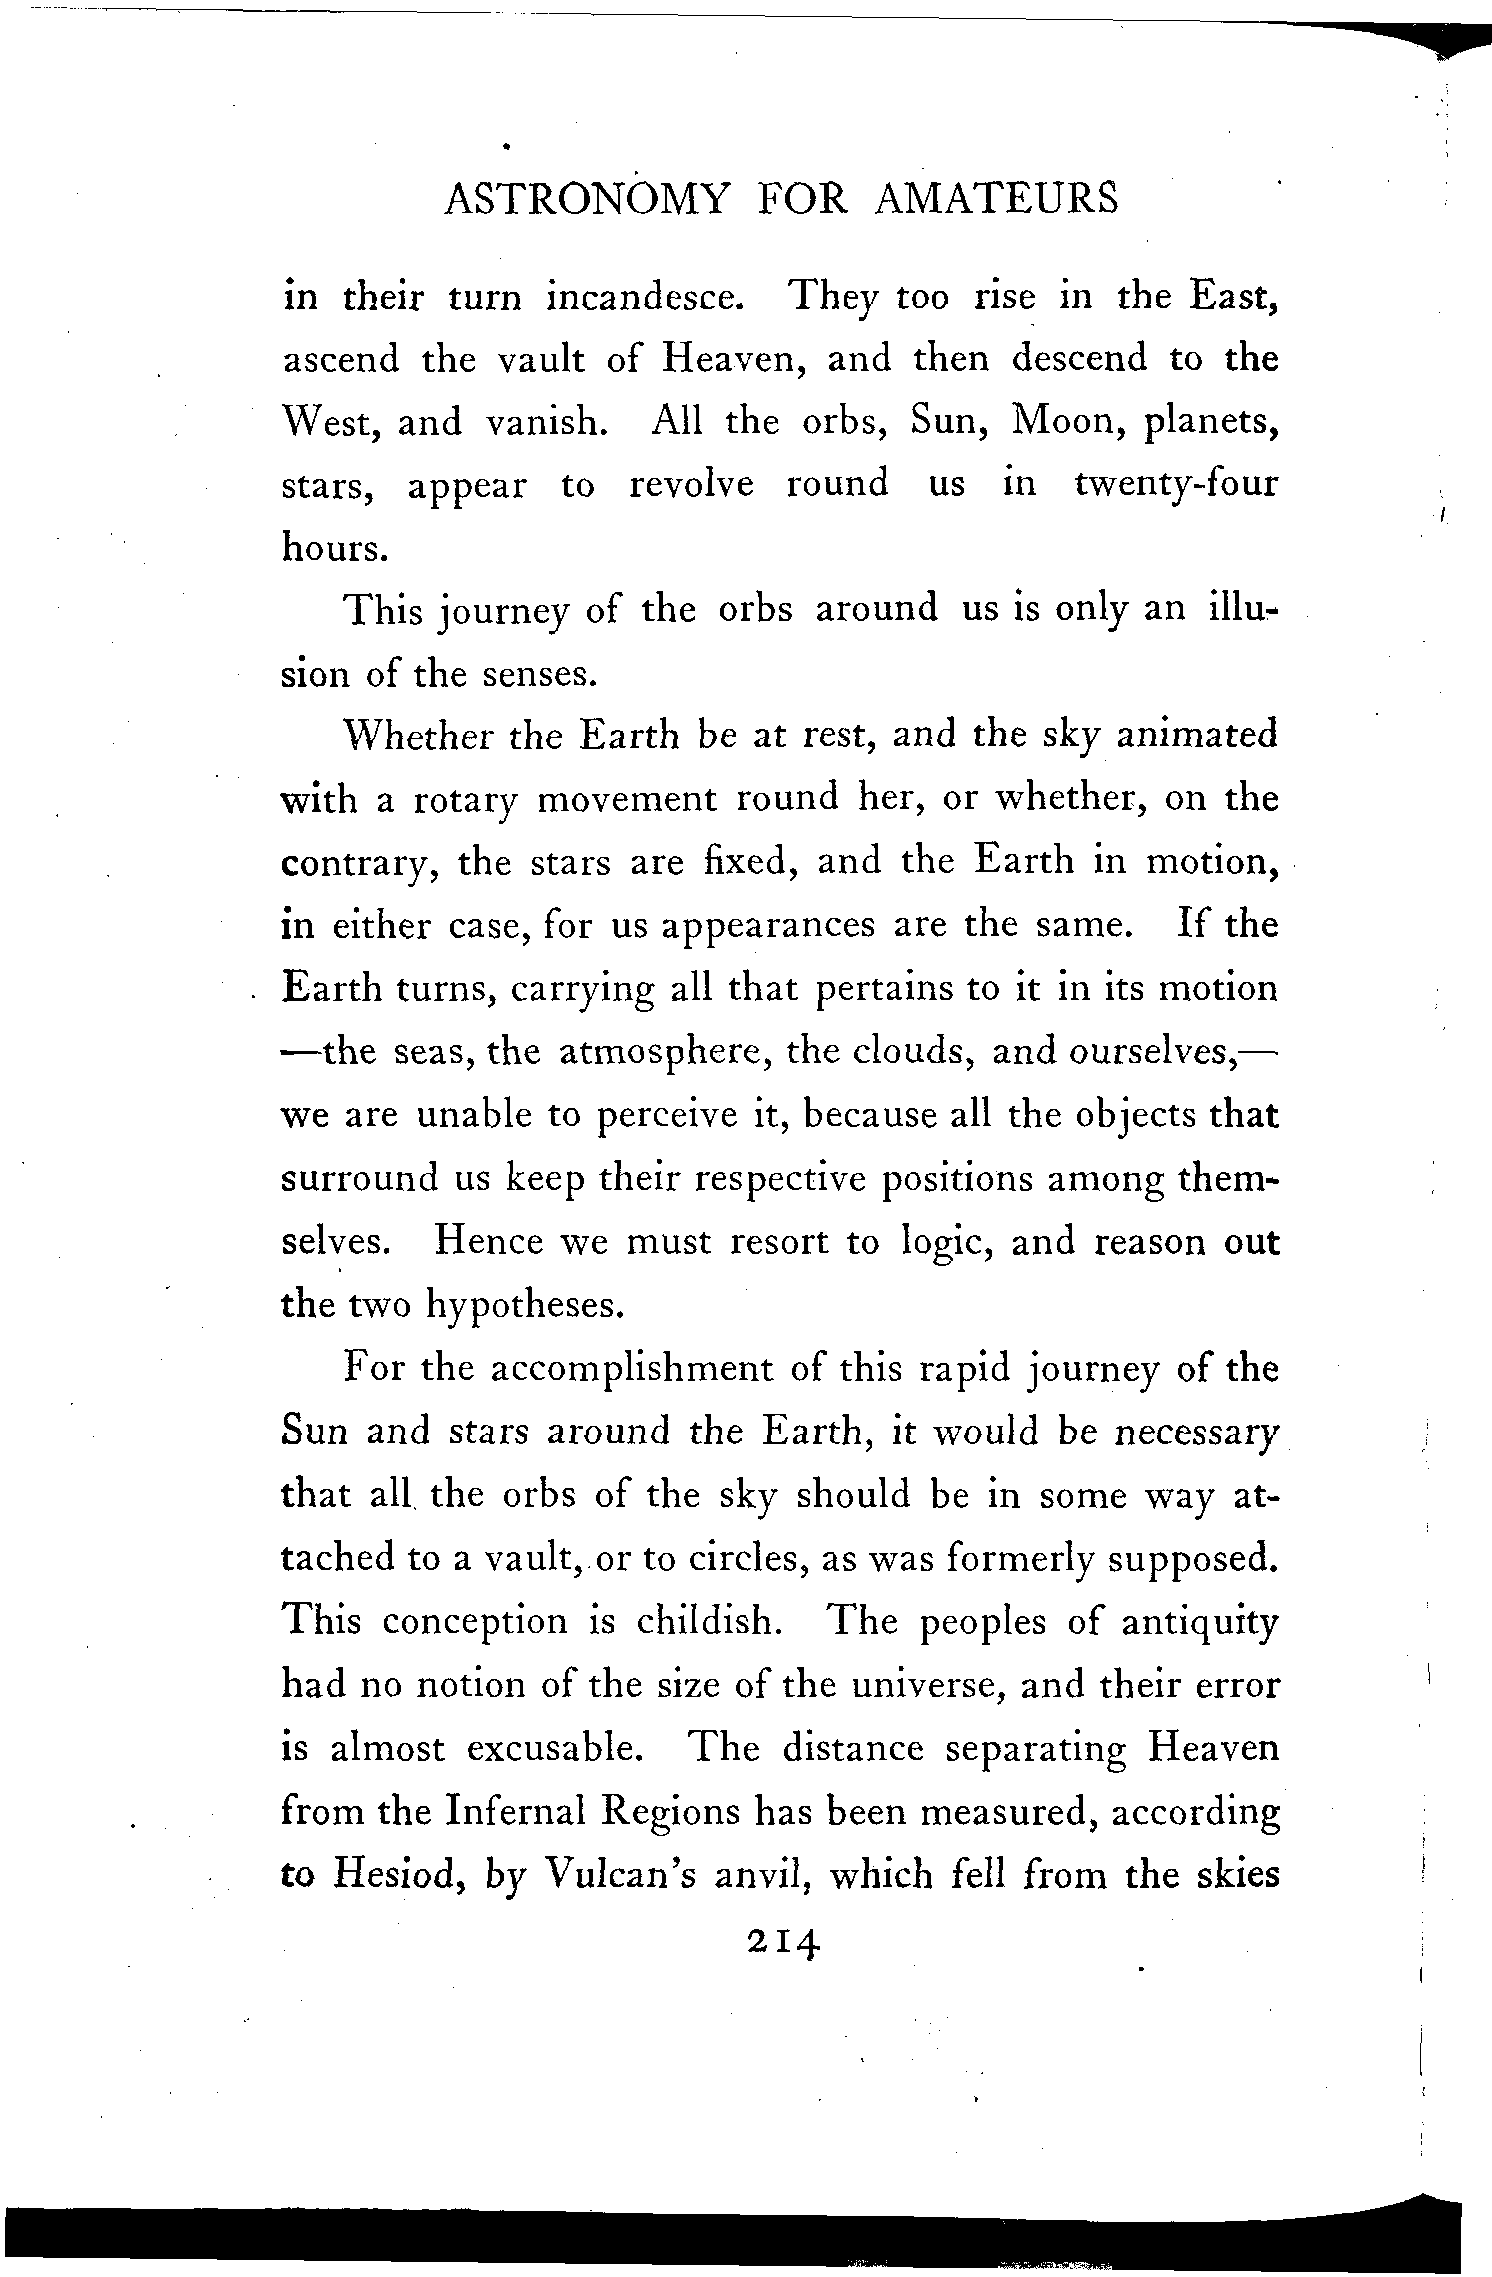 ASTRONOMY FOR AMATEURS
in their turn incandesce. They too rise in the East,
ascend the vault of Heaven, and then descend to the
West, and vanish. All the orbs, Sun, Moon, planets,
stars, appear to revolve round us in twenty-four
hours.
This journey of the orbs around us is only an illu-
sion of the senses.
Whether the Earth be at rest, and the sky animated
with a rotary movement round her, or whether, on the
contrary, the stars are fixed, and the Earth in motion,
in either case, for us appearances are the same. If the
Earth turns, carrying all that pertains to it in its motion
—the seas, the atmosphere, the clouds, and ourselves,—
we are unable to perceive it, because all the objects that
surround us keep their respective positions among them-
selves. Hence we must resort to logic, and reason out
the two hypotheses.
For the accomplishment of this rapid journey of the
Sun and stars around the Earth, it would be necessary
that all the orbs of the sky should be in some way at-
tached to a vault, or to circles, as was formerly supposed.
This conception is childish. The peoples of antiquity
had no notion of the size of the universe, and their error
is almost excusable. The distance separating Heaven
from the Infernal Regions has been measured, according
to Hesiod, by Vulcan's anvil, which fell from the skies
214